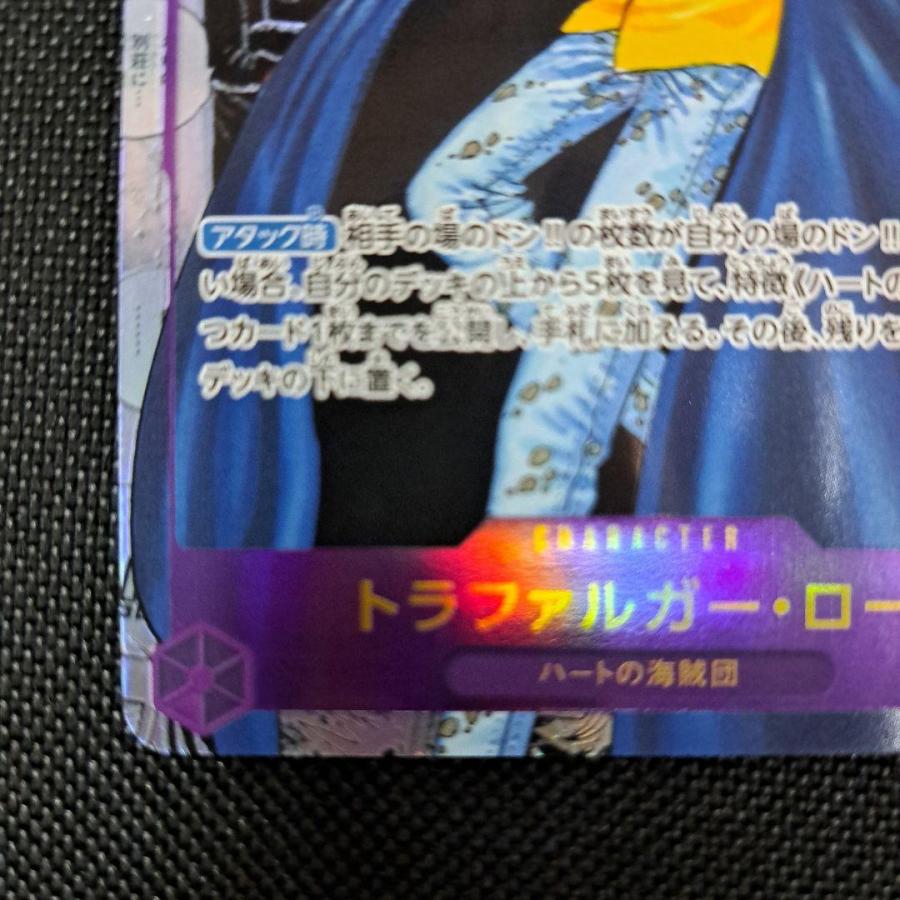 アタック時 相手の場のドン!!の枚数が自分の場のドン!!
い場合、自分のデッキの上から5枚を見て、特徴《ハートの
つカード1枚までを公開し、手札に加える。その後、残りを
デッキの下に置く。
CHARACTER
トラファルガー・ロー
ハートの海賊団